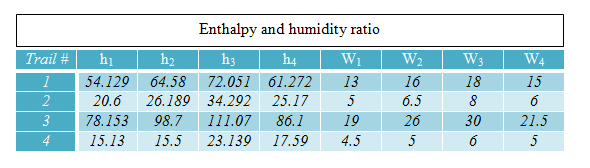 Enthalpy and humidity ratio
Trail # h1 h2 h3 h4 W1 W2 W3 W4
1 54.129 64.58 72.051 61.272 13 16 18 15
2 20.6 26.189 34.292 25.17 5 6.5 8 6
3 78.153 98.7 111.07 86.1 19 26 30 21.5
4 15.13 15.5 23.139 17.59 4.5 5 6 5